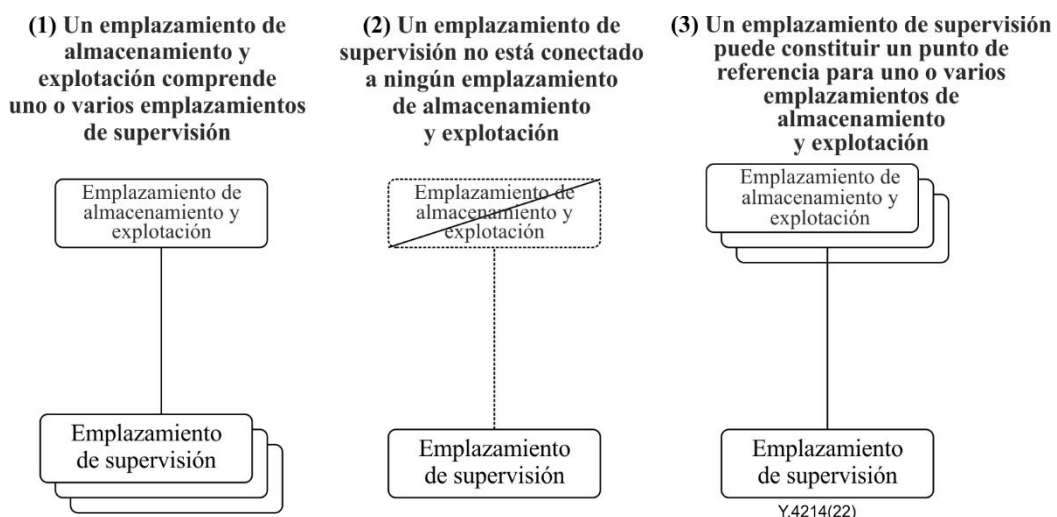 (1) Un emplazamiento de
almacenamiento y
explotación comprende
uno o varios emplazamientos
de supervisión
(2) Un emplazamiento de
supervisión no está conectado
a ningún emplazamiento
de almacenamiento
y explotación
(3) Un emplazamiento de supervisión
puede constituir un punto de
referencia para uno o varios
emplazamientos de
almacenamiento
y explotación
Emplazamiento de
almacenamiento y
explotación
Emplazamiento de
almacenamiento y
explotación
Emplazamiento de
almacenamiento y
explotación
Emplazamiento
de supervisión
Emplazamiento
de supervisión
Emplazamiento
de supervisión
Y.4214(22)